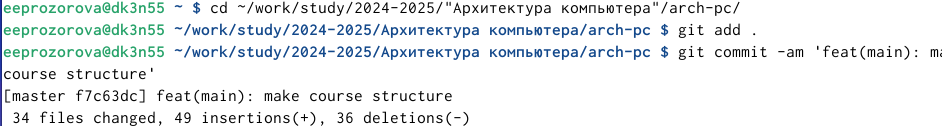 eeprozorova@dk3n55 ~ $ cd ~/work/study/2024-2025/"Архитектура компьютера"/arch-pc/
eeprozorova@dk3n55 ~/work/study/2024-2025/Архитектура компьютера/arch-pc $ git add .
eeprozorova@dk3n55 ~/work/study/2024-2025/Архитектура компьютера/arch-pc $ git commit -am 'feat(main):
course structure'
[master f7c63dc] feat(main): make course structure
34 files changed, 49 insertions(+), 36 deletions(-)